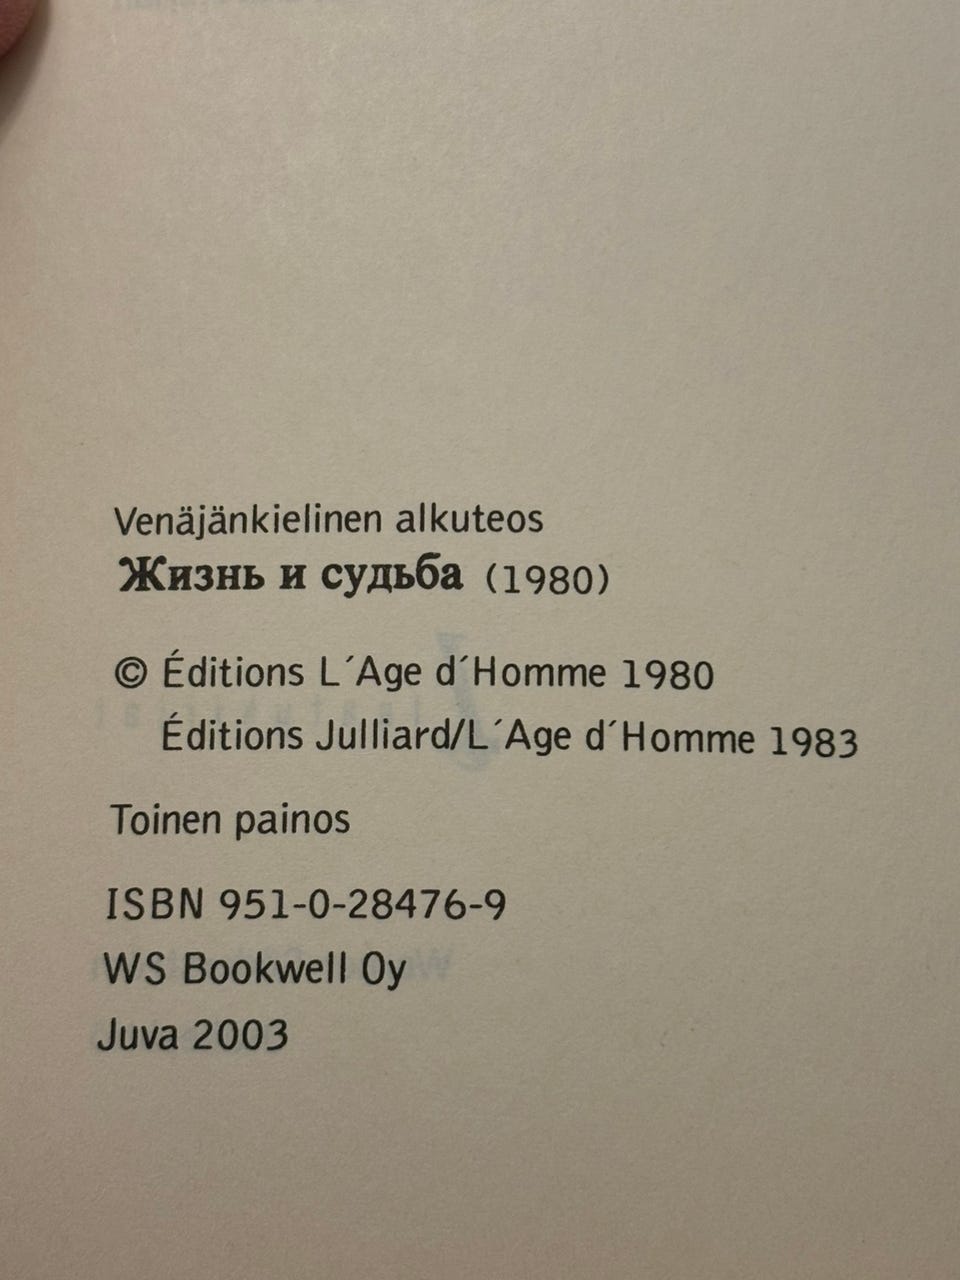 Venäjänkielinen alkuteos
Жизнь и судьба (1980)
© Éditions L´Age d´Homme 1980
Éditions Julliard/L´Age d´Homme 1983
Toinen painos
ISBN 951-0-28476-9
WS Bookwell Oy
Juva 2003